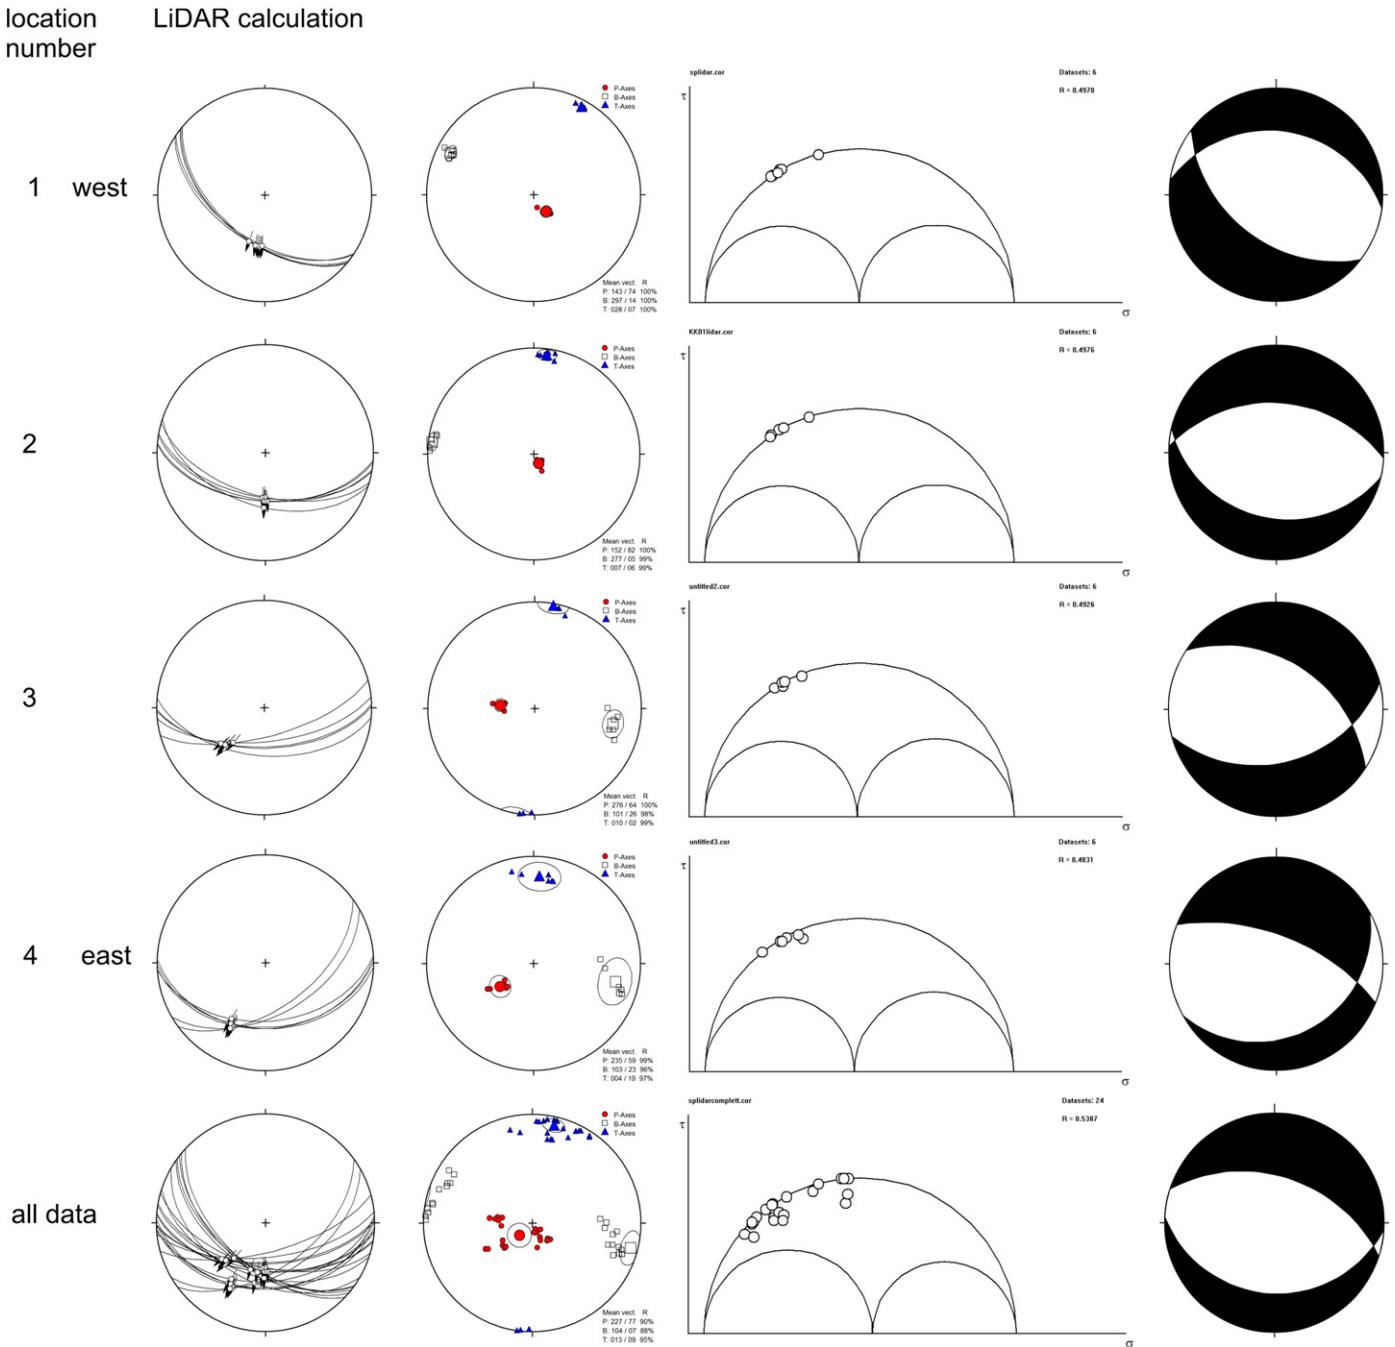 location
number
LiDAR calculation
1 west
P-Axes
B-Axes
T-Axes
Mean vect. R
P: 143 / 74 100%
B: 297 / 14 100%
T: 028 / 07 100%
splidar.cor
Datasets: 6
R = 0.4970
τ
σ
2
P-Axes
B-Axes
T-Axes
Mean vect. R
P: 152 / 82 100%
B: 277 / 05 99%
T: 007 / 06 99%
KK01lidar.cor
Datasets: 6
R = 0.4976
τ
σ
3
P-Axes
B-Axes
T-Axes
Mean vect. R
P: 276 / 64 100%
B: 101 / 26 98%
T: 010 / 02 99%
untitled2.cor
Datasets: 6
R = 0.4926
τ
σ
4 east
P-Axes
B-Axes
T-Axes
Mean vect. R
P: 235 / 59 99%
B: 103 / 23 96%
T: 004 / 19 97%
untitled3.cor
Datasets: 6
R = 0.4831
τ
σ
all data
P-Axes
B-Axes
T-Axes
Mean vect. R
P: 227 / 77 90%
B: 104 / 07 88%
T: 013 / 09 95%
splidarcomplett.cor
Datasets: 24
R = 0.5387
τ
σ